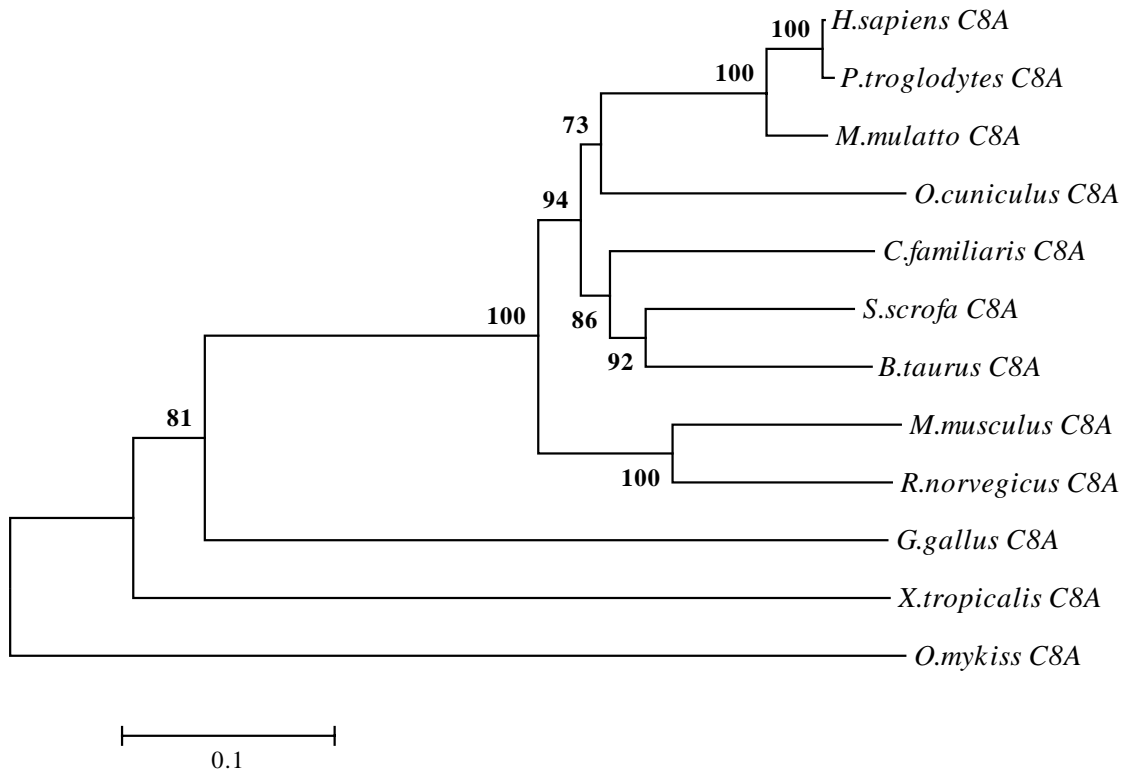 H.sapiens C8A
100
P.troglodytes C8A
100
M.mulatto C8A
73
O.cuniculus C8A
94
C.familiaris C8A
S.scrofa C8A
100
86
92
B.taurus C8A
81
M.musculus C8A
100
R.norvegicus C8A
G.gallus C8A
X.tropicalis C8A
O.mykiss C8A
0.1